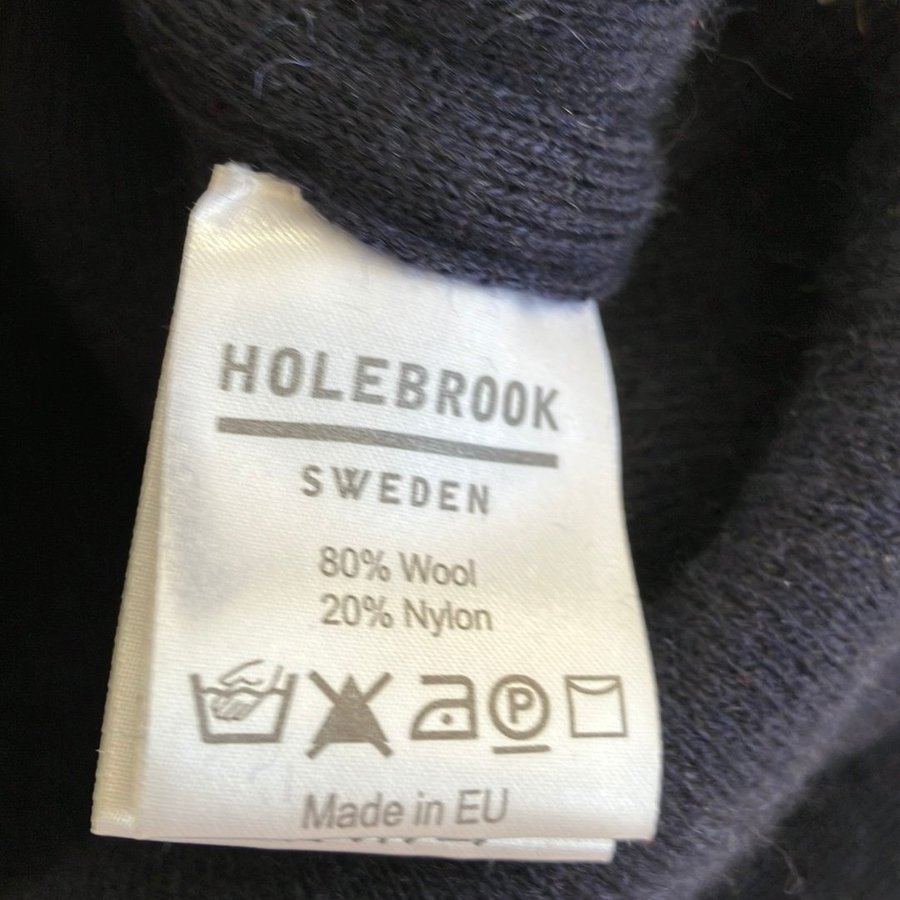 HOLEBROOK
SWEDEN
80% Wool
20% Nylon
P
Made in EU